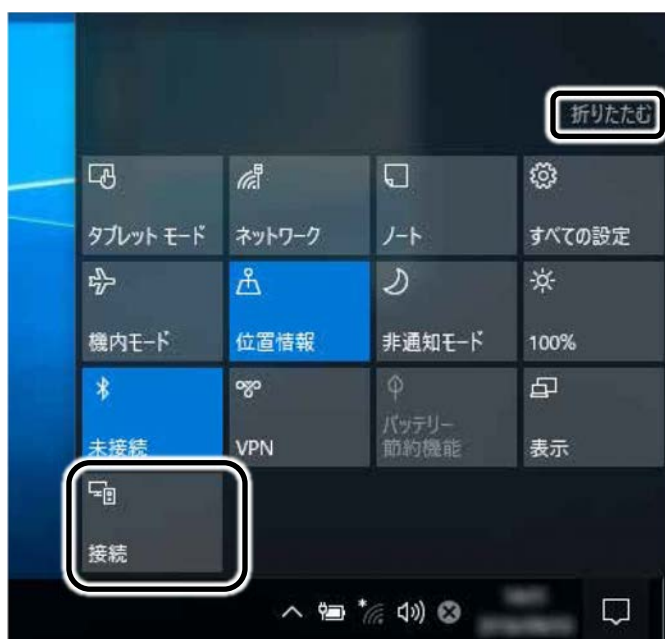 折りたたむ
タブレット モード
ネットワーク
ノート
すべての設定
機内モード
位置情報
非通知モード
100%
未接続
VPN
バッテリー
節約機能
表示
接続